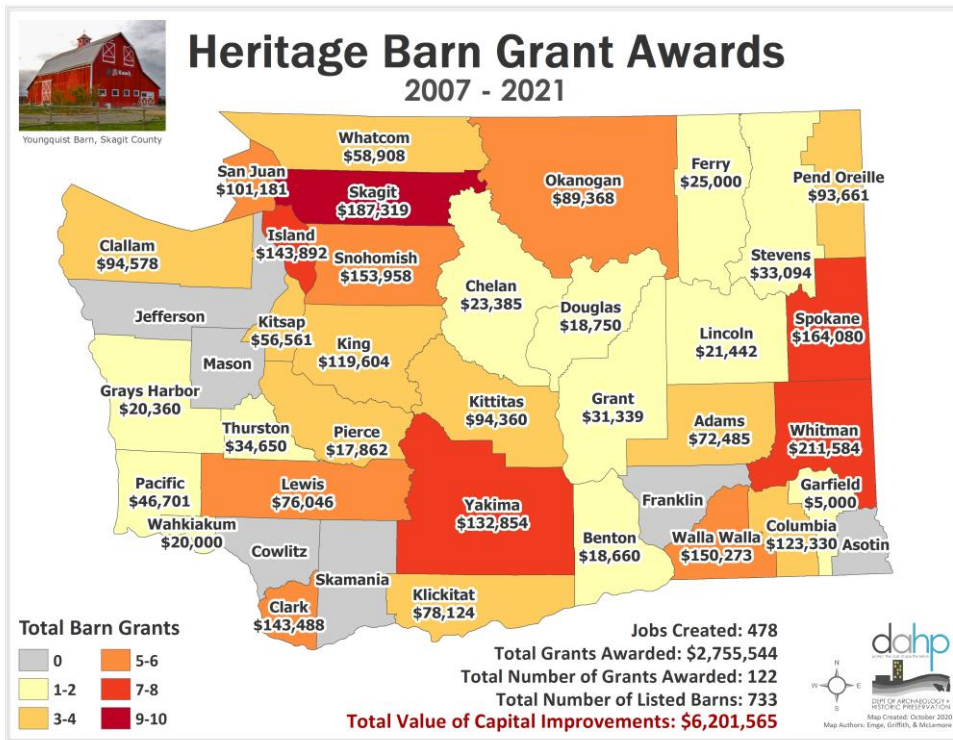 Heritage Barn Grant Awards
2007 - 2021
Youngquist Barn, Skagit County
Whatcom
$58,908
San Juan
$101,181
Skagit
$187,319
Okanogan
$89,368
Ferry
$25,000
Pend Oreille
$93,661
Stevens
$33,094
Clallam
$94,578
Island
$143,892
Snohomish
$153,958
Chelan
$23,385
Douglas
$18,750
Lincoln
$21,442
Spokane
$164,080
Jefferson
Kitsap
$56,561
King
$119,604
Mason
Grays Harbor
$20,360
Thurston
$34,650
Pierce
$17,862
Kittitas
$94,360
Grant
$31,339
Adams
$72,485
Whitman
$211,584
Pacific
$46,701
Lewis
$76,046
Yakima
$132,854
Franklin
Garfield
$5,000
Wahkiakum
$20,000
Cowlitz
Skamania
Benton
$18,660
Walla Walla
$150,273
Columbia
$123,330
Asotin
Clark
$143,488
Klickitat
$78,124
Total Barn Grants
0
1-2
3-4
5-6
7-8
9-10
Jobs Created: 478
Total Grants Awarded: $2,755,544
Total Number of Grants Awarded: 122
Total Number of Listed Barns: 733
Total Value of Capital Improvements: $6,201,565
N
W
E
S
dahp
DEPT OF ARCHAEOLOGY +
HISTORIC PRESERVATION
Map Created: October 2020
Map Authors: Emge, Griffith, & McLemore